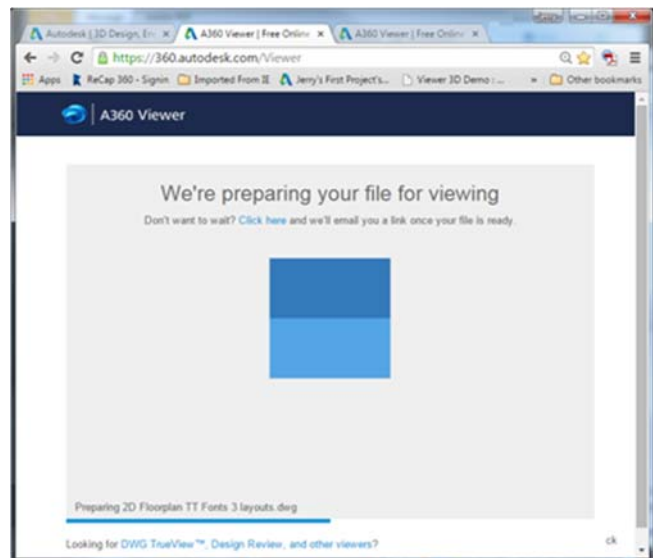 Autodesk | 3D Design, En
A360 Viewer | Free Online
A360 Viewer | Free Online
https://360.autodesk.com/Viewer
Apps
ReCap 360 - Signin
Imported From IE
Jerry's First Project's...
Viewer 3D Demo : ...
Other bookmarks
A360 Viewer
We're preparing your file for viewing
Don't want to wait? Click here and we'll email you a link once your file is ready.
Preparing 2D Floorplan TT Fonts 3 layouts.dwg
Looking for DWG TrueView™, Design Review, and other viewers?
ck